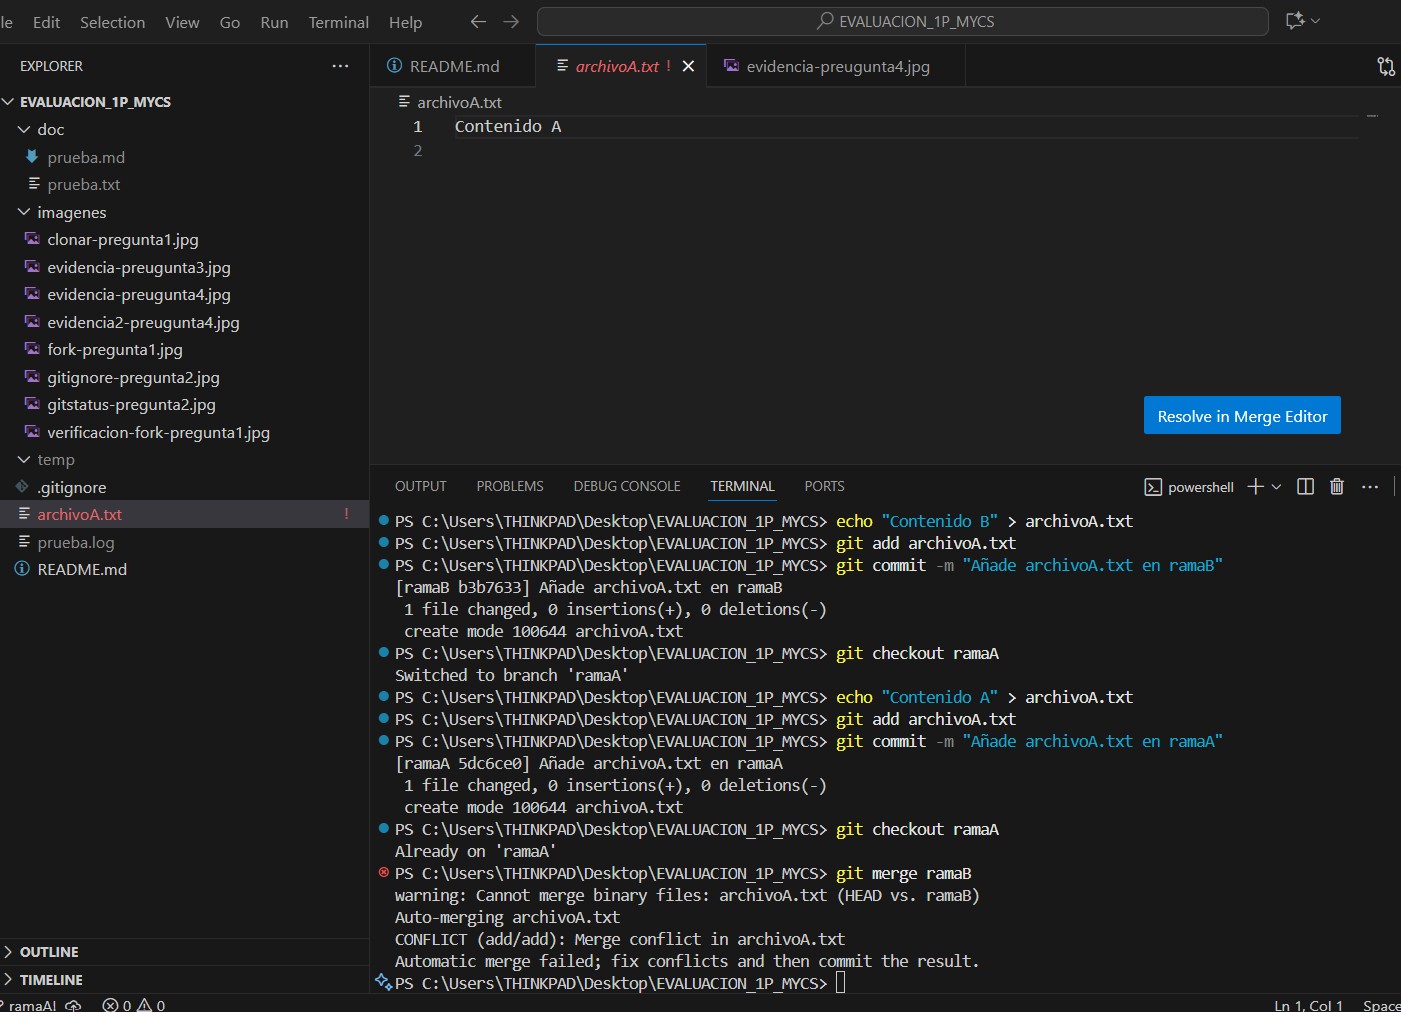 le Edit Selection View Go Run Terminal Help EVALUACION_1P_MYCS
EXPLORER
EVALUACION_1P_MYCS
doc
prueba.md
prueba.txt
imagenes
clonar-pregunta1.jpg
evidencia-preugunta3.jpg
evidencia-preugunta4.jpg
evidencia2-preugunta4.jpg
fork-pregunta1.jpg
gitignore-pregunta2.jpg
gitstatus-pregunta2.jpg
verificacion-fork-pregunta1.jpg
temp
.gitignore
archivoA.txt !
prueba.log
README.md
OUTLINE
TIMELINE
README.md archivoA.txt ! evidencia-preugunta4.jpg
archivoA.txt
1 Contenido A
2
Resolve in Merge Editor
OUTPUT PROBLEMS DEBUG CONSOLE TERMINAL PORTS powershell
PS C:\Users\THINKPAD\Desktop\EVALUACION_1P_MYCS> echo "Contenido B" > archivoA.txt
PS C:\Users\THINKPAD\Desktop\EVALUACION_1P_MYCS> git add archivoA.txt
PS C:\Users\THINKPAD\Desktop\EVALUACION_1P_MYCS> git commit -m "Añade archivoA.txt en ramaB"
[ramaB b3b7633] Añade archivoA.txt en ramaB
1 file changed, 0 insertions(+), 0 deletions(-)
create mode 100644 archivoA.txt
PS C:\Users\THINKPAD\Desktop\EVALUACION_1P_MYCS> git checkout ramaA
Switched to branch 'ramaA'
PS C:\Users\THINKPAD\Desktop\EVALUACION_1P_MYCS> echo "Contenido A" > archivoA.txt
PS C:\Users\THINKPAD\Desktop\EVALUACION_1P_MYCS> git add archivoA.txt
PS C:\Users\THINKPAD\Desktop\EVALUACION_1P_MYCS> git commit -m "Añade archivoA.txt en ramaA"
[ramaA 5dc6ce0] Añade archivoA.txt en ramaA
1 file changed, 0 insertions(+), 0 deletions(-)
create mode 100644 archivoA.txt
PS C:\Users\THINKPAD\Desktop\EVALUACION_1P_MYCS> git checkout ramaA
Already on 'ramaA'
PS C:\Users\THINKPAD\Desktop\EVALUACION_1P_MYCS> git merge ramaB
warning: Cannot merge binary files: archivoA.txt (HEAD vs. ramaB)
Auto-merging archivoA.txt
CONFLICT (add/add): Merge conflict in archivoA.txt
Automatic merge failed; fix conflicts and then commit the result.
PS C:\Users\THINKPAD\Desktop\EVALUACION_1P_MYCS>
ramaA! 0 0 Ln 1, Col 1 Space